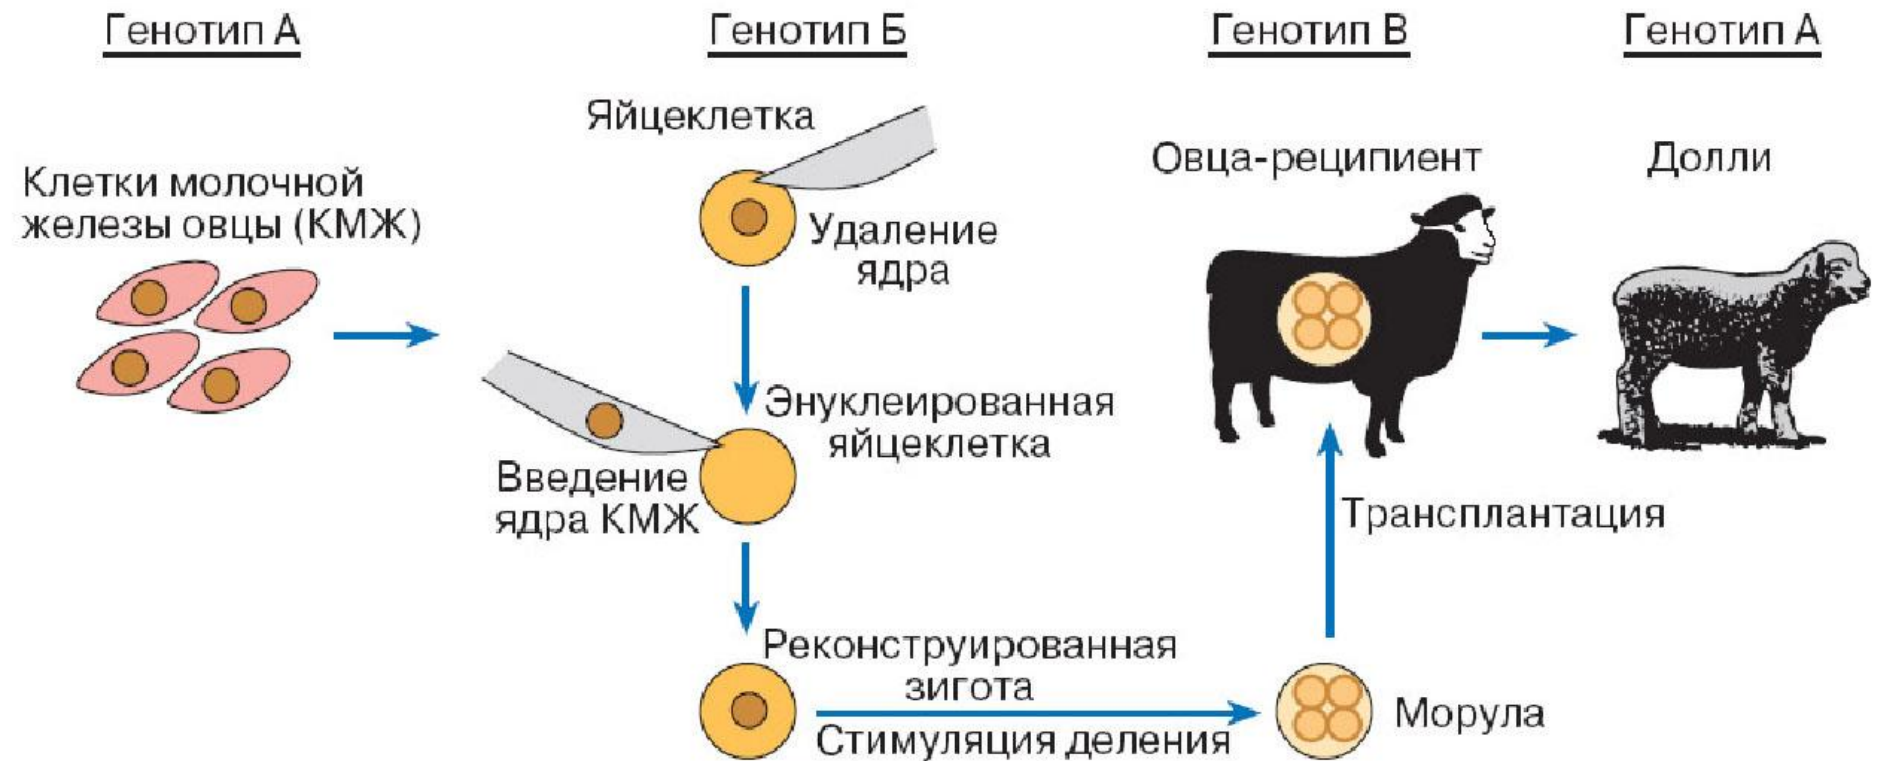 Генотип А
Генотип Б
Генотип В
Генотип А
Клетки молочной
железы овцы (КМЖ)
Яйцеклетка
Удаление
ядра
Энуклеированная
яйцеклетка
Введение
ядра КМЖ
Реконструированная
зигота
Стимуляция деления
Морула
Трансплантация
Овца-реципиент
Долли